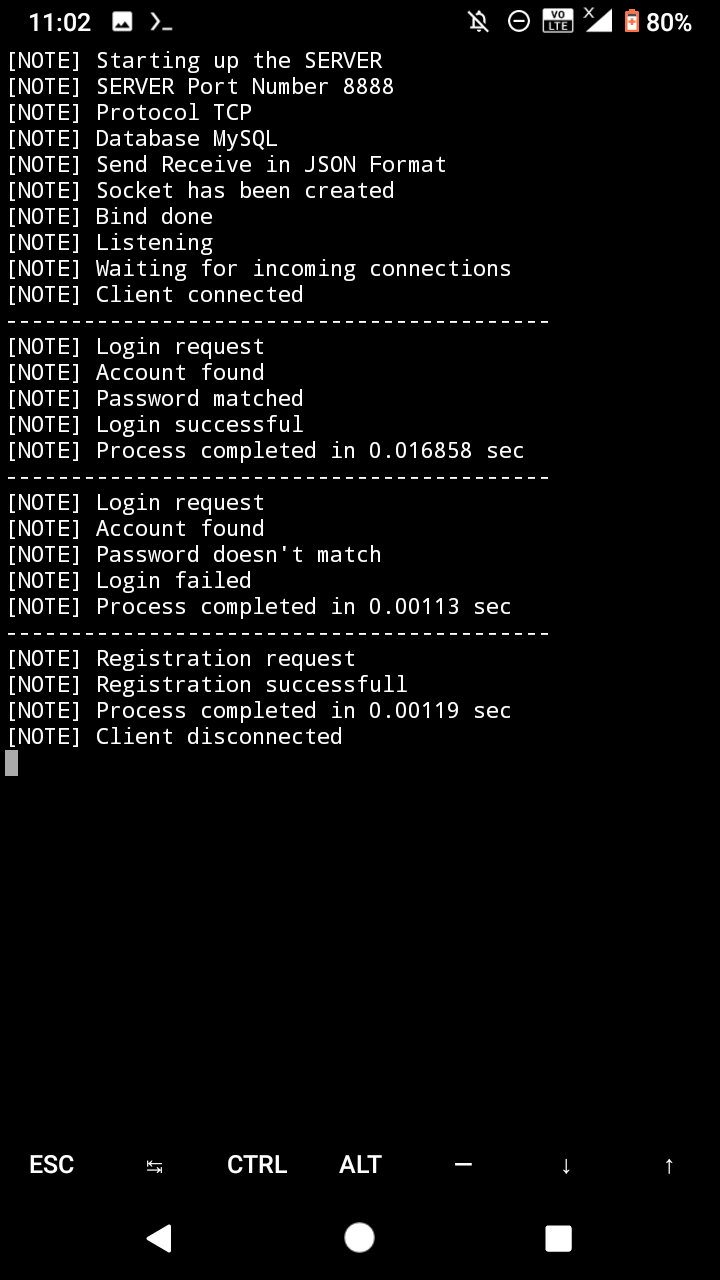 11:02
VO LTE
X
80%
[NOTE] Starting up the SERVER
[NOTE] SERVER Port Number 8888
[NOTE] Protocol TCP
[NOTE] Database MySQL
[NOTE] Send Receive in JSON Format
[NOTE] Socket has been created
[NOTE] Bind done
[NOTE] Listening
[NOTE] Waiting for incoming connections
[NOTE] Client connected
------------------------------------------
[NOTE] Login request
[NOTE] Account found
[NOTE] Password matched
[NOTE] Login successful
[NOTE] Process completed in 0.016858 sec
------------------------------------------
[NOTE] Login request
[NOTE] Account found
[NOTE] Password doesn't match
[NOTE] Login failed
[NOTE] Process completed in 0.00113 sec
------------------------------------------
[NOTE] Registration request
[NOTE] Registration successfull
[NOTE] Process completed in 0.00119 sec
[NOTE] Client disconnected
ESC ↹ CTRL ALT — ↓ ↑